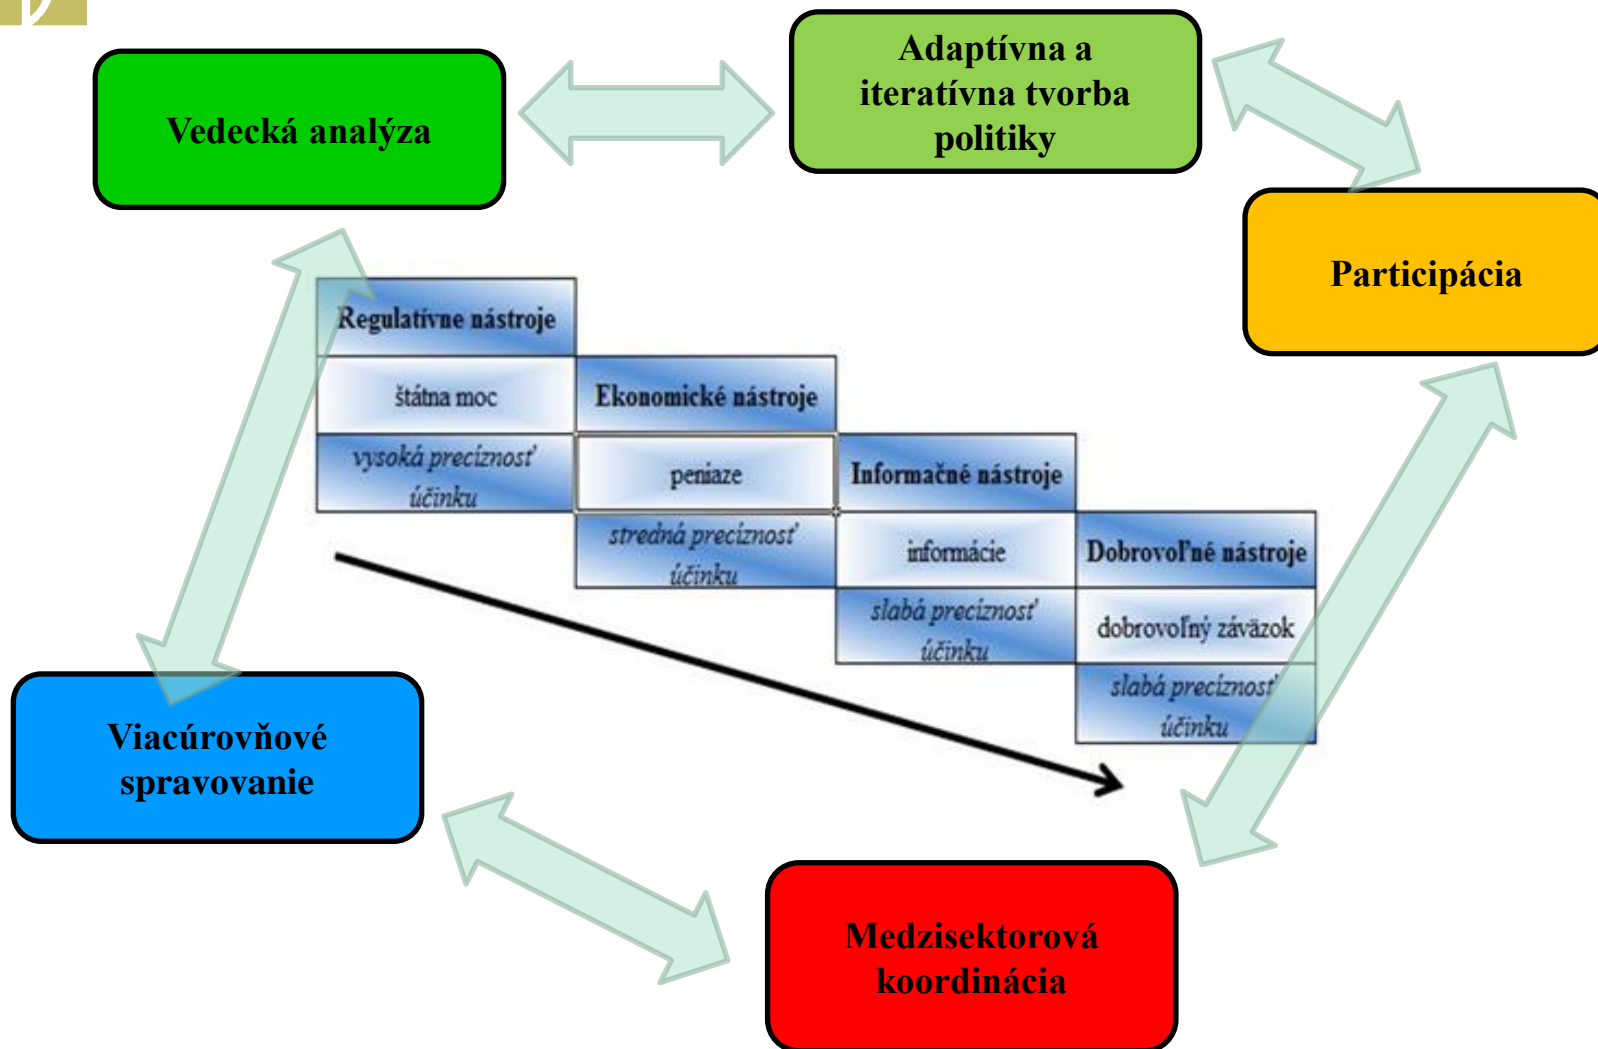 Adaptívna a
iteratívna tvorba
politiky
Vedecká analýza
Participácia
Regulatívne nástroje
štátna moc
vysoká precíznosť
účinku
Ekonomické nástroje
peniaze
stredná precíznosť
účinku
Informačné nástroje
informácie
slabá precíznosť
účinku
Dobrovoľné nástroje
dobrovoľný záväzok
slabá precíznosť
účinku
Viacúrovňové
spravovanie
Medzisektorová
koordinácia